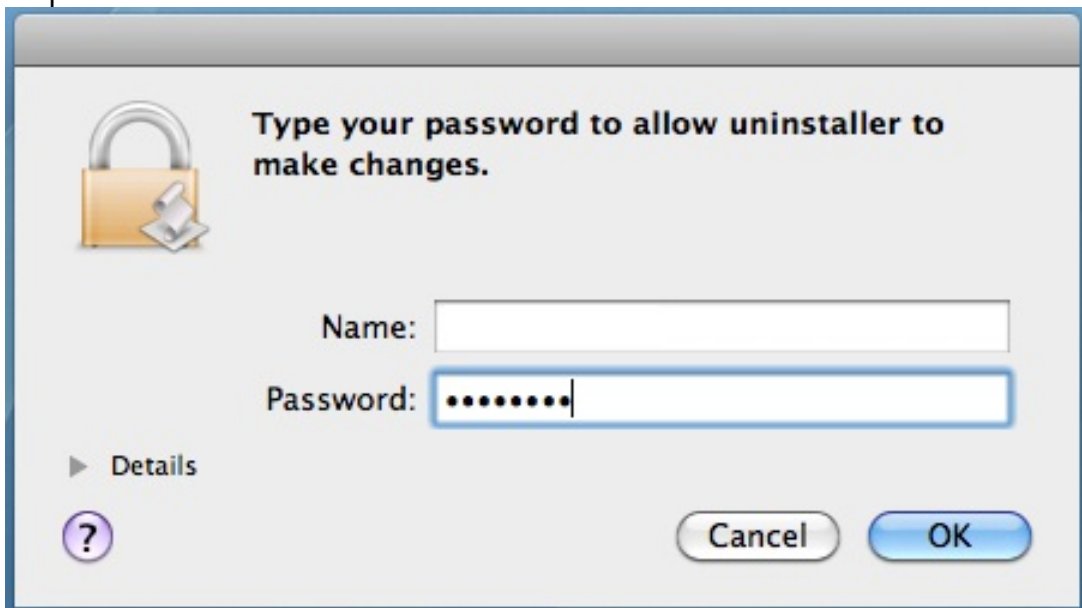 Type your password to allow uninstaller to
make changes.
Name:
Password: ••••••••
Details
?
Cancel
OK